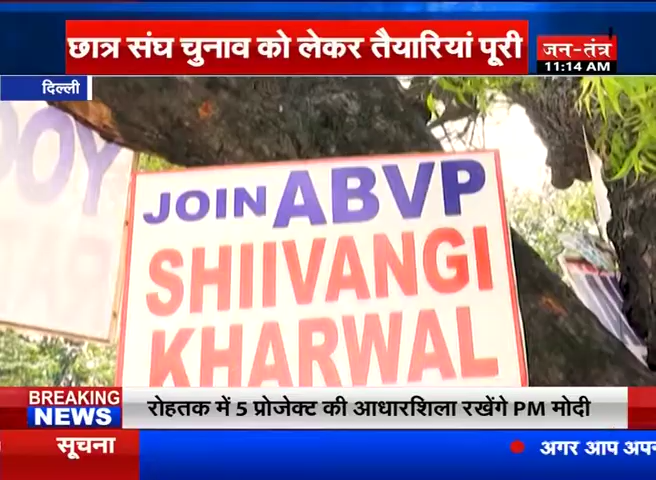 छात्र संघ चुनाव को लेकर तैयारियां पूरी
जन-तंत्र
11:14 AM
दिल्ली
JOIN ABVP
SHIIVANGI
KHARWAL
BREAKING
NEWS
रोहतक में 5 प्रोजेक्ट की आधारशिला रखेंगे PM मोदी
सूचना
अगर आप अपन